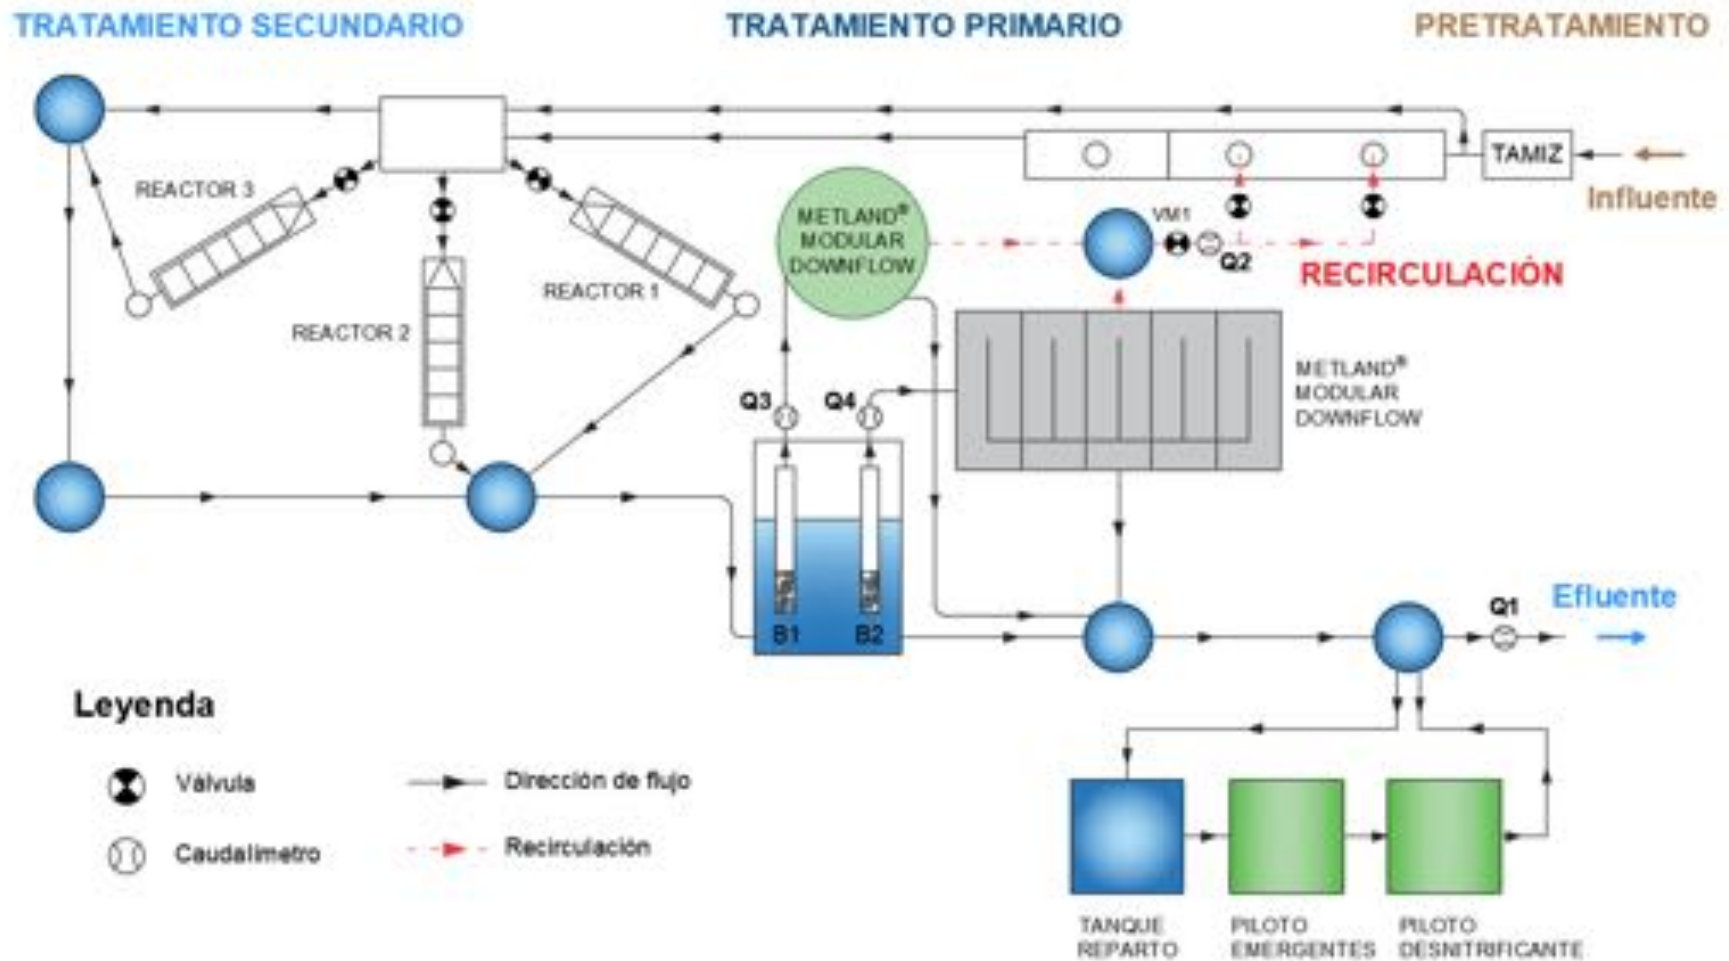 TRATAMIENTO SECUNDARIO
TRATAMIENTO PRIMARIO
PRETRATAMIENTO
TAMIZ
Influente
REACTOR 3
REACTOR 2
REACTOR 1
METLAND®
MODULAR
DOWNFLOW
VM1
Q2
RECIRCULACIÓN
METLAND®
MODULAR
DOWNFLOW
Q3
Q4
B1
B2
Q1
Efluente
Leyenda
Válvula
Dirección de flujo
Caudalímetro
Recirculación
TANQUE
REPARTO
PILOTO
EMERGENTES
PILOTO
DESNITRIFICANTE